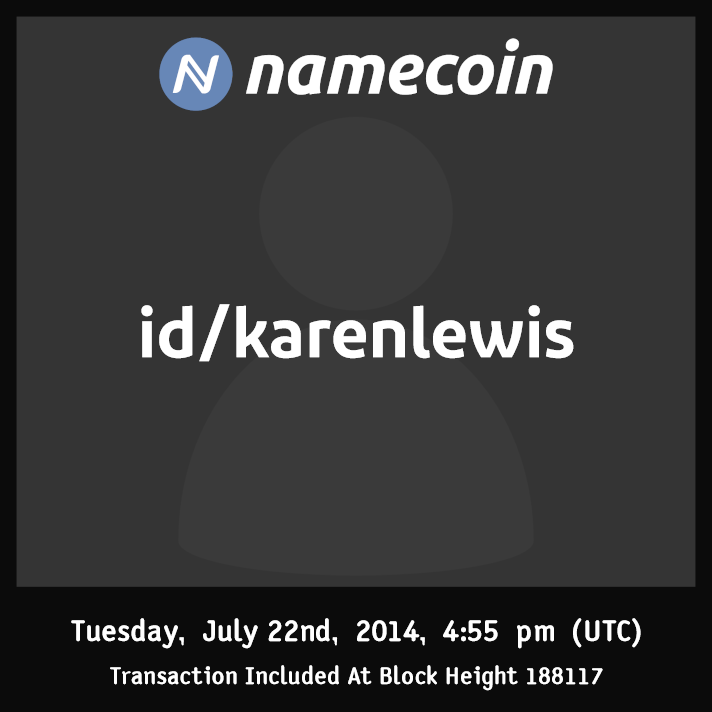 namecoin
id/karenlewis
Tuesday, July 22nd, 2014, 4:55 pm (UTC)
Transaction Included At Block Height 188117